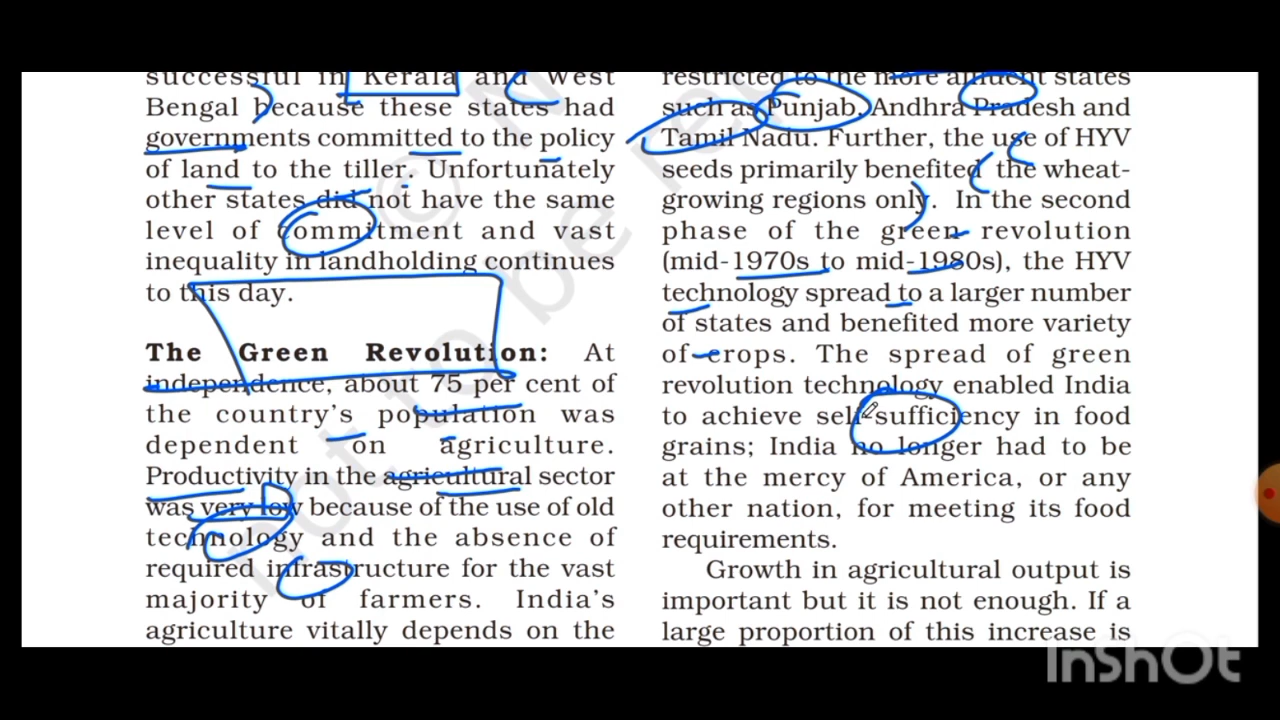 successful in Kerala and West
Bengal because these states had
governments committed to the policy
of land to the tiller. Unfortunately
other states did not have the same
level of commitment and vast
inequality in landholding continues
to this day.
The Green Revolution: At
independence, about 75 per cent of
the country's population was
dependent on agriculture.
Productivity in the agricultural sector
was very low because of the use of old
technology and the absence of
required infrastructure for the vast
majority of farmers. India's
agriculture vitally depends on the
restricted to the more affluent states
such as Punjab, Andhra Pradesh and
Tamil Nadu. Further, the use of HYV
seeds primarily benefited the wheat-
growing regions only. In the second
phase of the green revolution
(mid-1970s to mid-1980s), the HYV
technology spread to a larger number
of states and benefited more variety
of crops. The spread of green
revolution technology enabled India
to achieve self-sufficiency in food
grains; India no longer had to be
at the mercy of America, or any
other nation, for meeting its food
requirements.
Growth in agricultural output is
important but it is not enough. If a
large proportion of this increase is
InShOt